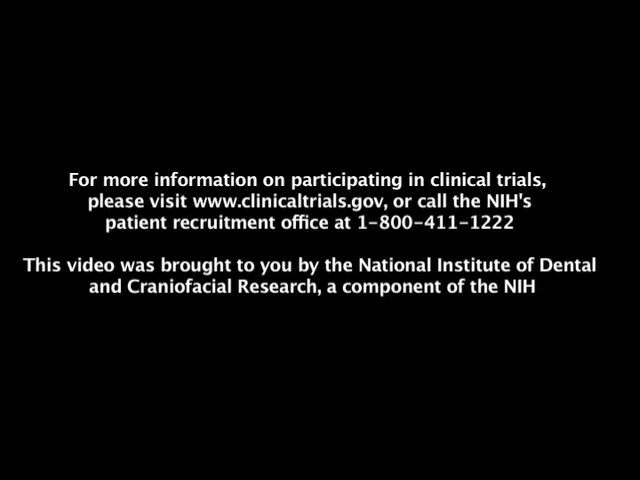 For more information on participating in clinical trials,
please visit www.clinicaltrials.gov, or call the NIH's
patient recruitment office at 1-800-411-1222
This video was brought to you by the National Institute of Dental
and Craniofacial Research, a component of the NIH